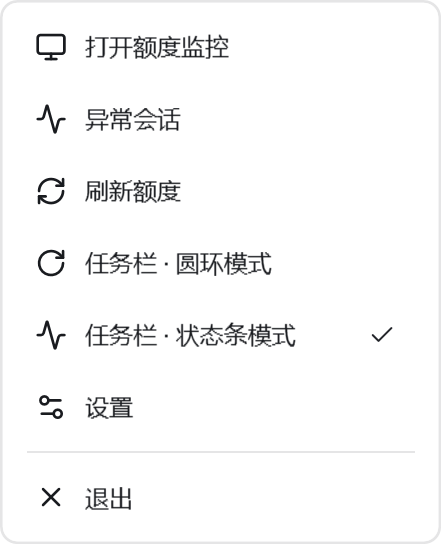 打开额度监控
异常会话
刷新额度
任务栏 · 圆环模式
任务栏 · 状态条模式
设置
退出